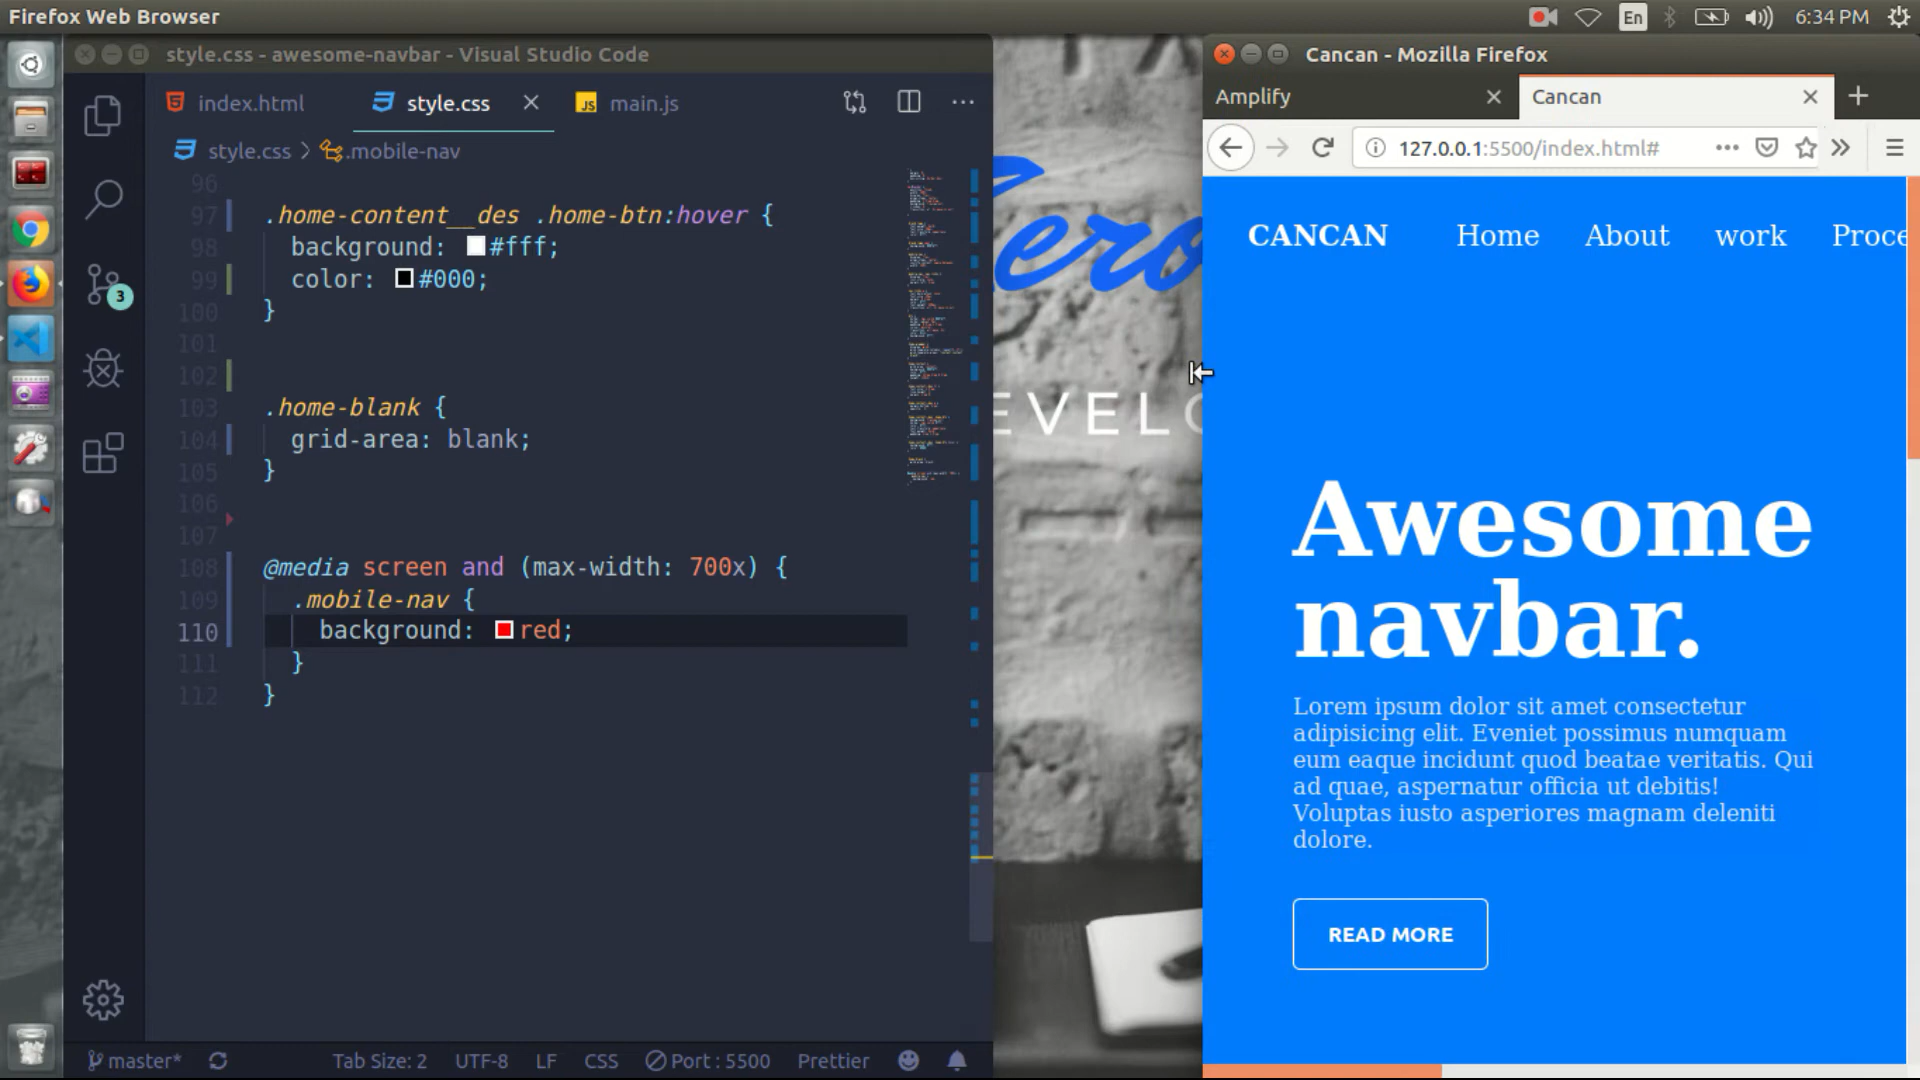 Firefox Web Browser
En
6:34 PM
style.css - awesome-navbar - Visual Studio Code
index.html
style.css
JS main.js
style.css > .mobile-nav
3
96
97 .home-content__des .home-btn:hover {
98 background: #fff;
99 color: #000;
100 }
101
102
103 .home-blank {
104 grid-area: blank;
105 }
106
107
108 @media screen and (max-width: 700x) {
109 .mobile-nav {
110 background: red;
111 }
112 }
master*
Tab Size: 2
UTF-8
LF
CSS
Port : 5500
Prettier
ero
EVELO
Cancan - Mozilla Firefox
Amplify
Cancan
127.0.0.1:5500/index.html#
CANCAN Home About work Proce
Awesome
navbar.
Lorem ipsum dolor sit amet consectetur
adipisicing elit. Eveniet possimus numquam
eum eaque incidunt quod beatae veritatis. Qui
ad quae, aspernatur officia ut debitis!
Voluptas iusto asperiores magnam deleniti
dolore.
READ MORE